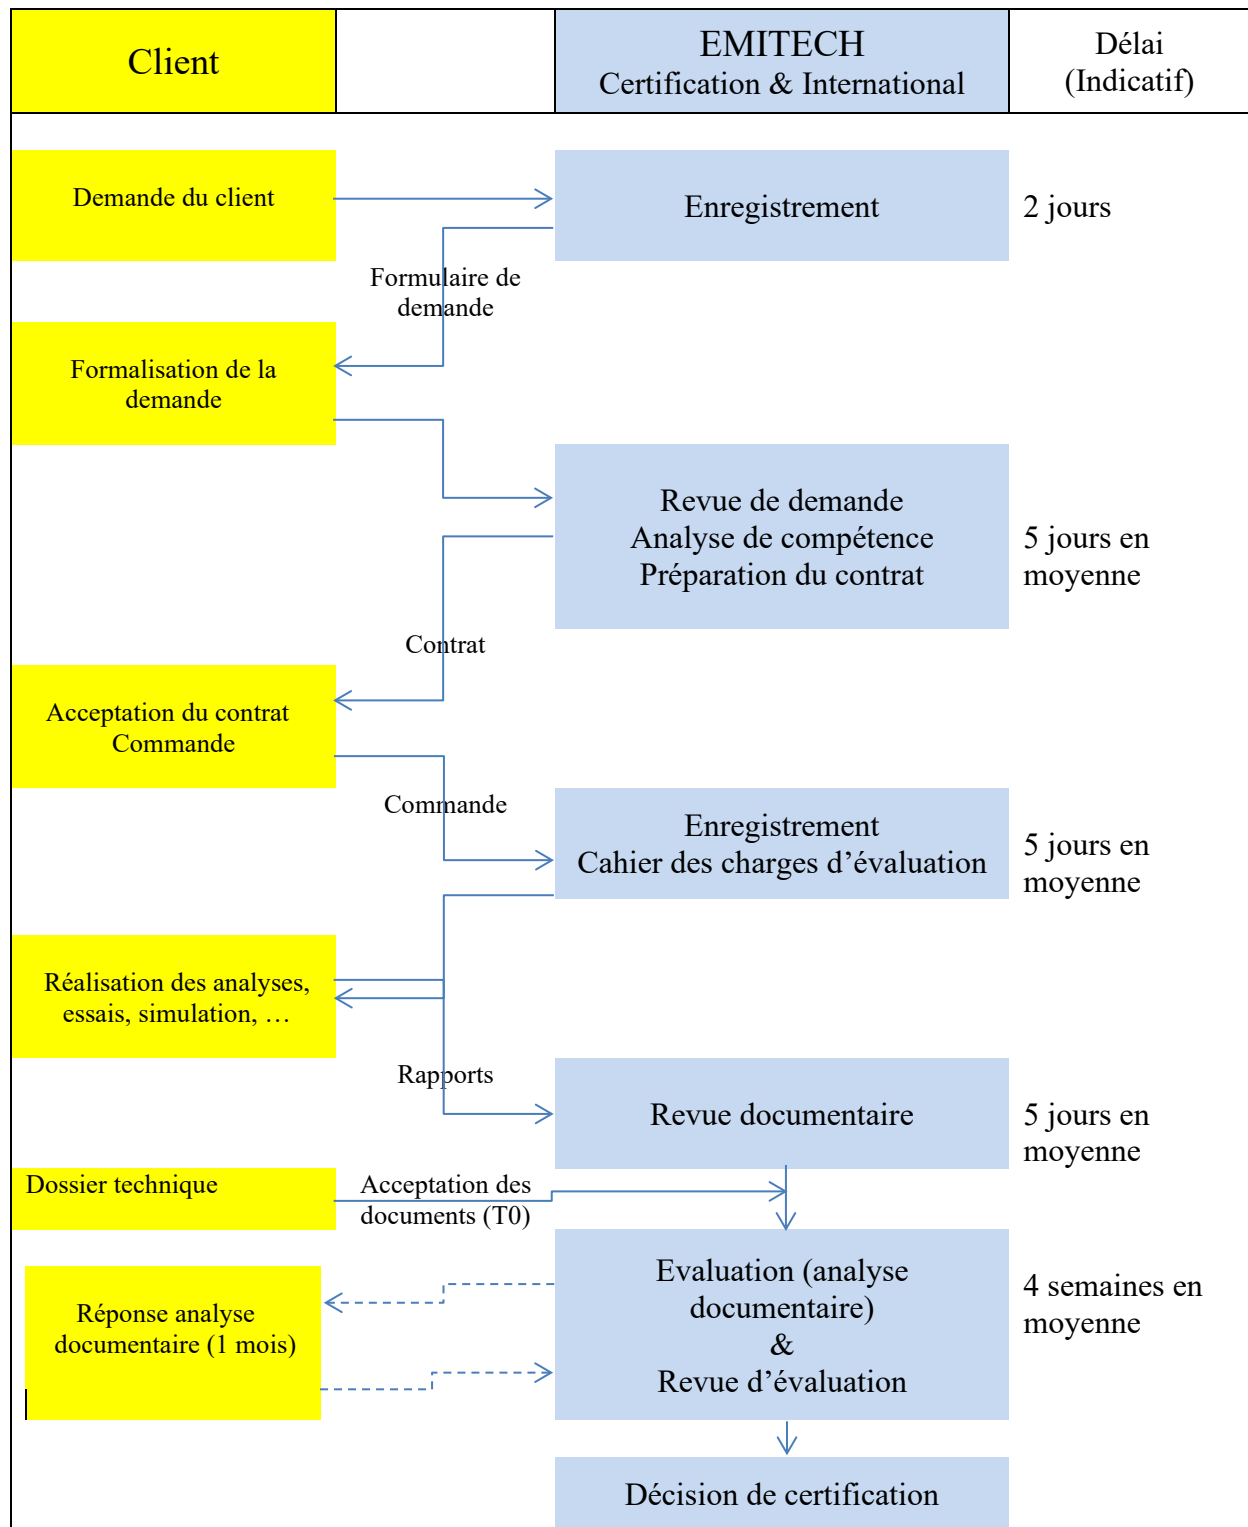 Client
EMITECH
Certification & International
Délai
(Indicatif)
Demande du client
Enregistrement
2 jours
Formulaire de
demande
Formalisation de la
demande
Revue de demande
Analyse de compétence
Préparation du contrat
5 jours en
moyenne
Contrat
Acceptation du contrat
Commande
Commande
Enregistrement
Cahier des charges d’évaluation
5 jours en
moyenne
Réalisation des analyses,
essais, simulation, …
Rapports
Revue documentaire
5 jours en
moyenne
Dossier technique
Acceptation des
documents (T0)
Evaluation (analyse
documentaire)
&
Revue d’évaluation
4 semaines en
moyenne
Réponse analyse
documentaire (1 mois)
Décision de certification